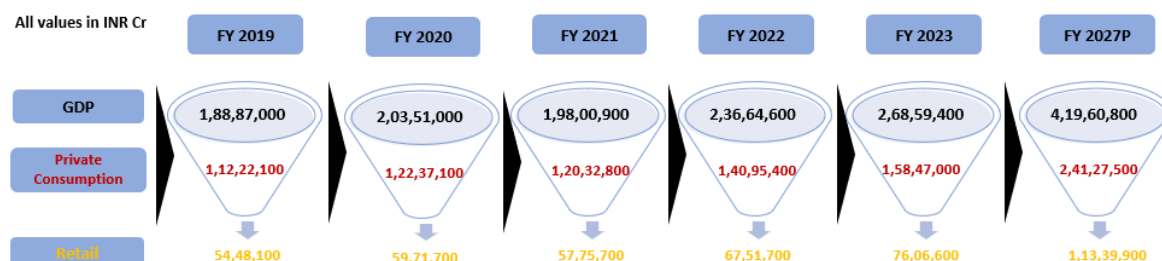 All values in INR Cr
FY 2019 FY 2020 FY 2021 FY 2022 FY 2023 FY 2027P
GDP 1,88,87,000 2,03,51,000 1,98,00,900 2,36,64,600 2,68,59,400 4,19,60,800
Private
Consumption 1,12,22,100 1,22,37,100 1,20,32,800 1,40,95,400 1,58,47,000 2,41,27,500
Retail 54,48,100 59,71,700 57,75,700 67,51,700 76,06,600 1,13,39,900